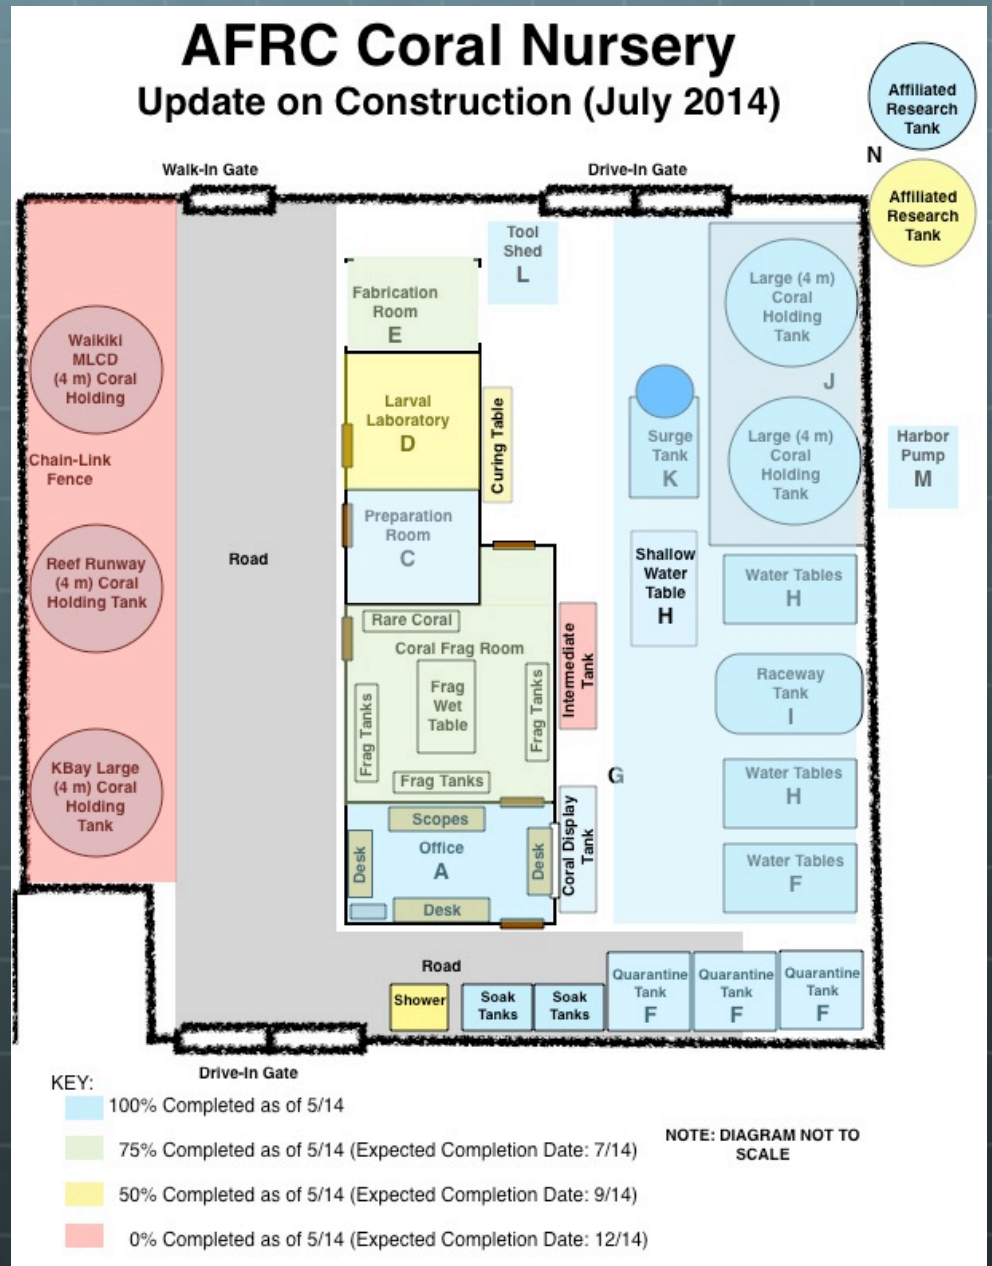 AFRC Coral Nursery
Update on Construction (July 2014)
Affiliated
Research
Tank
N
Affiliated
Research
Tank
Walk-In Gate
Drive-In Gate
Tool
Shed
L
Fabrication
Room
E
Large (4 m)
Coral
Holding
Tank
J
Waikiki
MLCD
(4 m) Coral
Holding
Larval
Laboratory
D
Curing Table
Surge
Tank
K
Large (4 m)
Coral
Holding
Tank
Harbor
Pump
M
Chain-Link
Fence
Preparation
Room
C
Road
Reef Runway
(4 m) Coral
Holding Tank
Shallow
Water
Table
H
Water Tables
H
Rare Coral
Coral Frag Room
Frag
Wet
Table
Frag Tanks
Frag Tanks
Frag Tanks
Intermediate
Tank
Raceway
Tank
I
G
KBay Large
(4 m) Coral
Holding
Tank
Water Tables
H
Scopes
Office
A
Desk
Desk
Desk
Coral Display
Tank
Water Tables
F
Road
Shower
Soak
Tanks
Soak
Tanks
Quarantine
Tank
F
Quarantine
Tank
F
Quarantine
Tank
F
Drive-In Gate
KEY:
100% Completed as of 5/14
75% Completed as of 5/14 (Expected Completion Date: 7/14)
50% Completed as of 5/14 (Expected Completion Date: 9/14)
0% Completed as of 5/14 (Expected Completion Date: 12/14)
NOTE: DIAGRAM NOT TO
SCALE